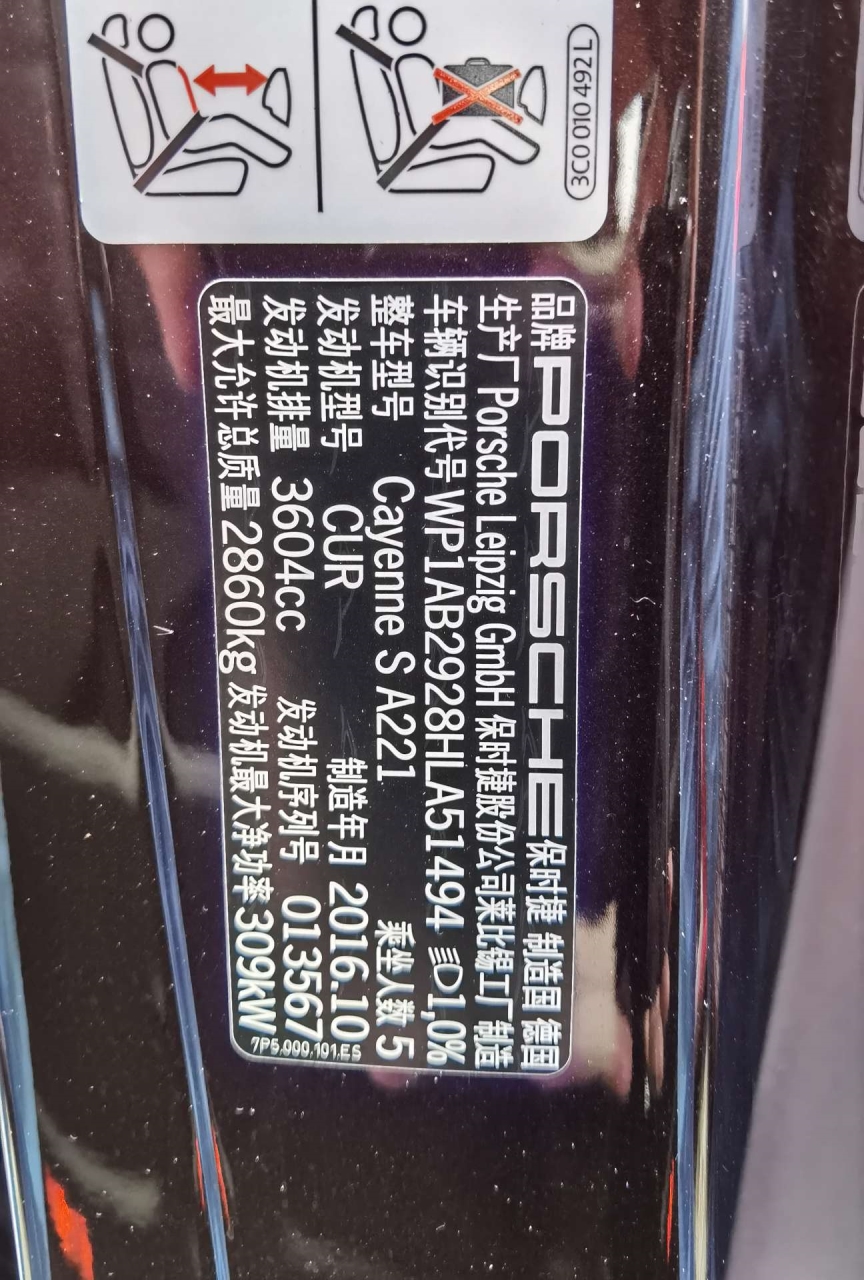 3C0 010 492 L
品牌 PORSCHE 保时捷 制造国 德国
生产厂 Porsche Leipzig GmbH 保时捷股份公司莱比锡工厂 制造
车辆识别代号 WP1AB2928HLA51494 1,0%
整车型号 Cayenne S A221 乘坐人数 5
发动机型号 CUR 制造年月 2016.10
发动机排量 3604cc 发动机序列号 013567
最大允许总质量 2860kg 发动机最大净功率 309kW
7P5.000.101.ES